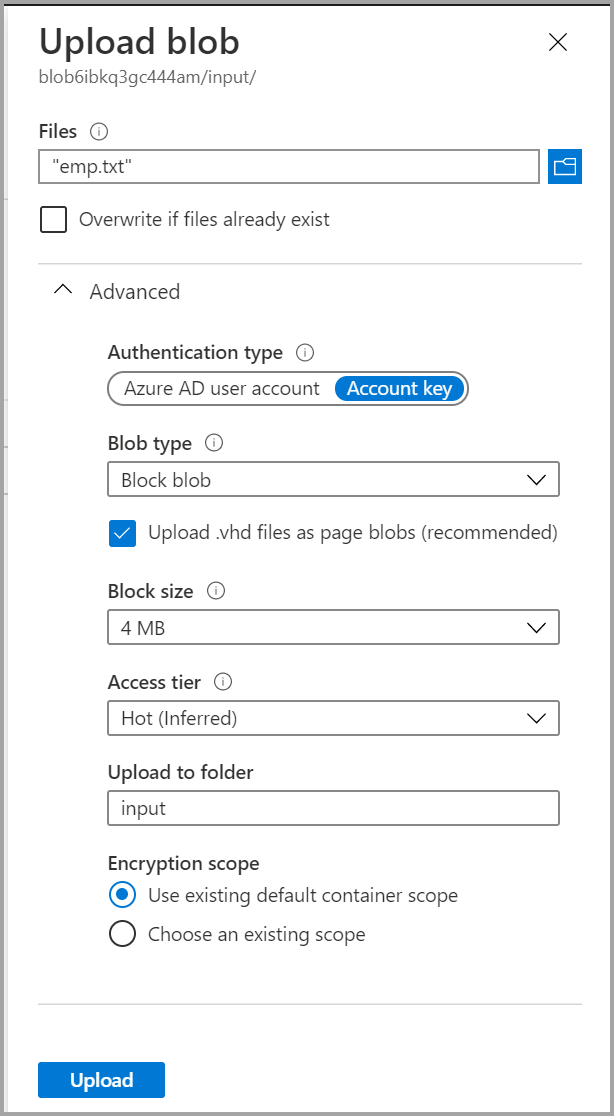 Upload blob
blob6ibkq3gc444am/input/
Files
"emp.txt"
Overwrite if files already exist
Advanced
Authentication type
Azure AD user account Account key
Blob type
Block blob
Upload .vhd files as page blobs (recommended)
Block size
4 MB
Access tier
Hot (Inferred)
Upload to folder
input
Encryption scope
Use existing default container scope
Choose an existing scope
Upload